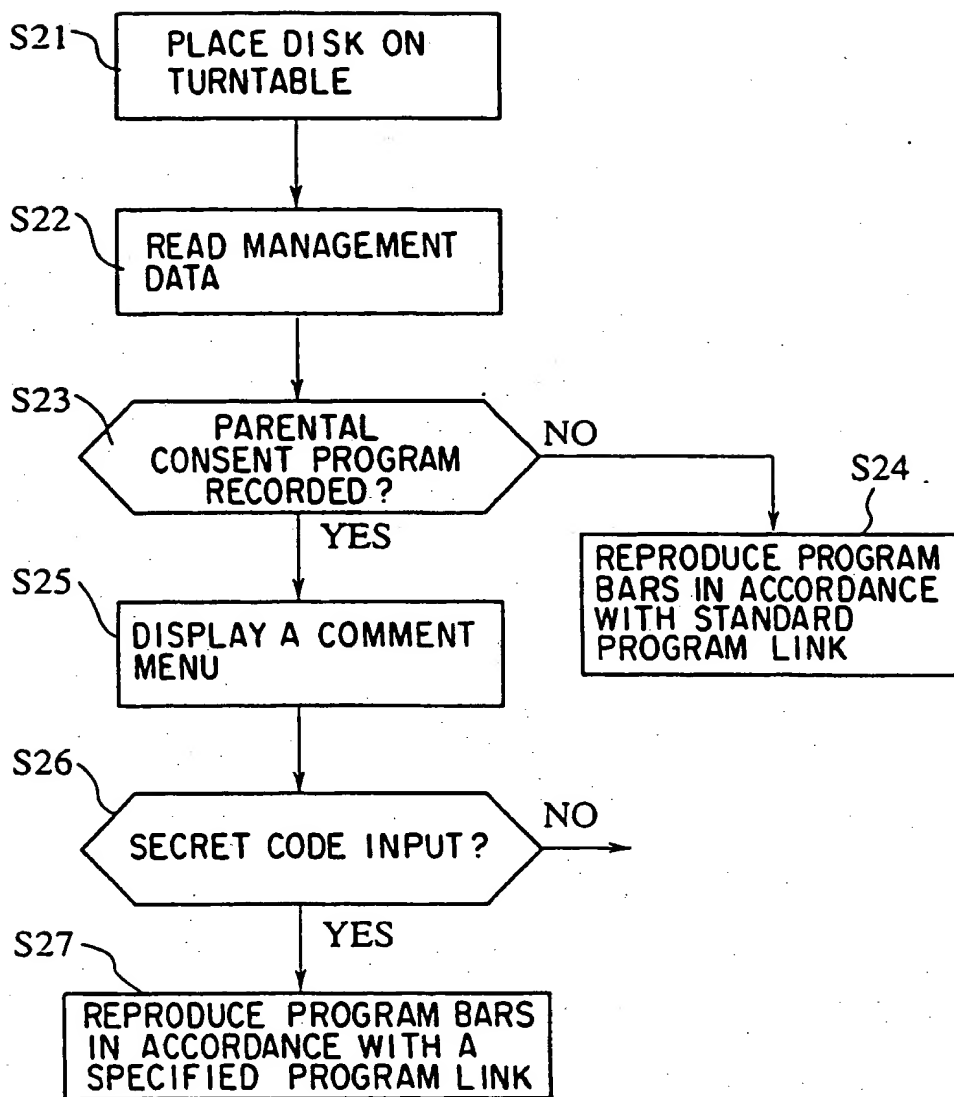 S21
PLACE DISK ON
TURNTABLE
S22
READ MANAGEMENT
DATA
S23
PARENTAL
CONSENT PROGRAM
RECORDED?
NO
YES
S24
REPRODUCE PROGRAM
BARS IN ACCORDANCE
WITH STANDARD
PROGRAM LINK
S25
DISPLAY A COMMENT
MENU
S26
SECRET CODE INPUT?
NO
YES
S27
REPRODUCE PROGRAM BARS
IN ACCORDANCE WITH A
SPECIFIED PROGRAM LINK